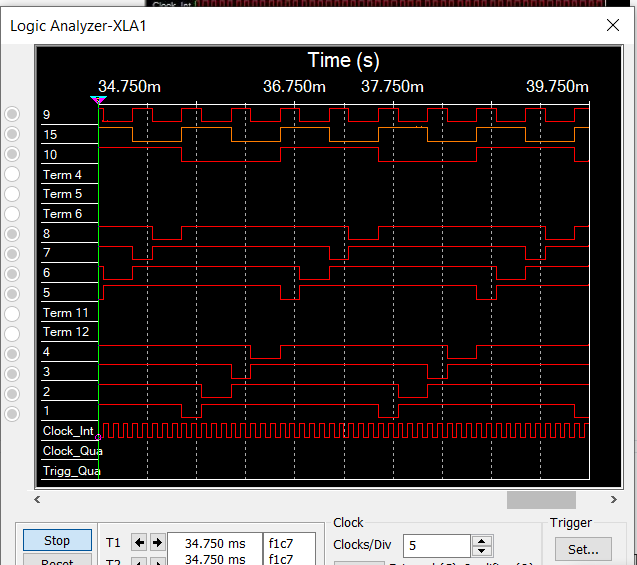 Clock_Int
Logic Analyzer-XLA1
Time (s)
34.750m 36.750m 37.750m 39.750m
9
15
10
Term 4
Term 5
Term 6
8
7
6
5
Term 11
Term 12
4
3
2
1
Clock_Int
Clock_Qua
Trigg_Qua
Stop
T1 34.750 ms f1c7
T2 34.750 ms f1c7
Reset
Clock
Clocks/Div 5
Trigger
Set...